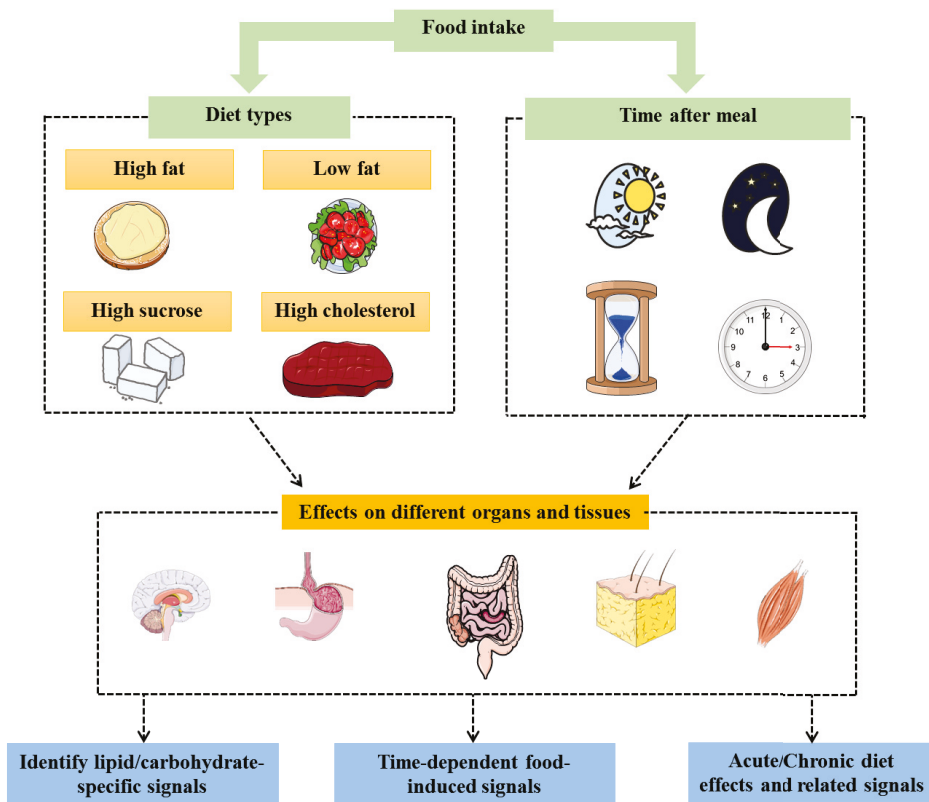 Food intake
Diet types
Time after meal
High fat
Low fat
High sucrose
High cholesterol
12
1
2
3
4
5
6
7
8
9
10
11
Effects on different organs and tissues
Identify lipid/carbohydrate-
specific signals
Time-dependent food-
induced signals
Acute/Chronic diet
effects and related signals